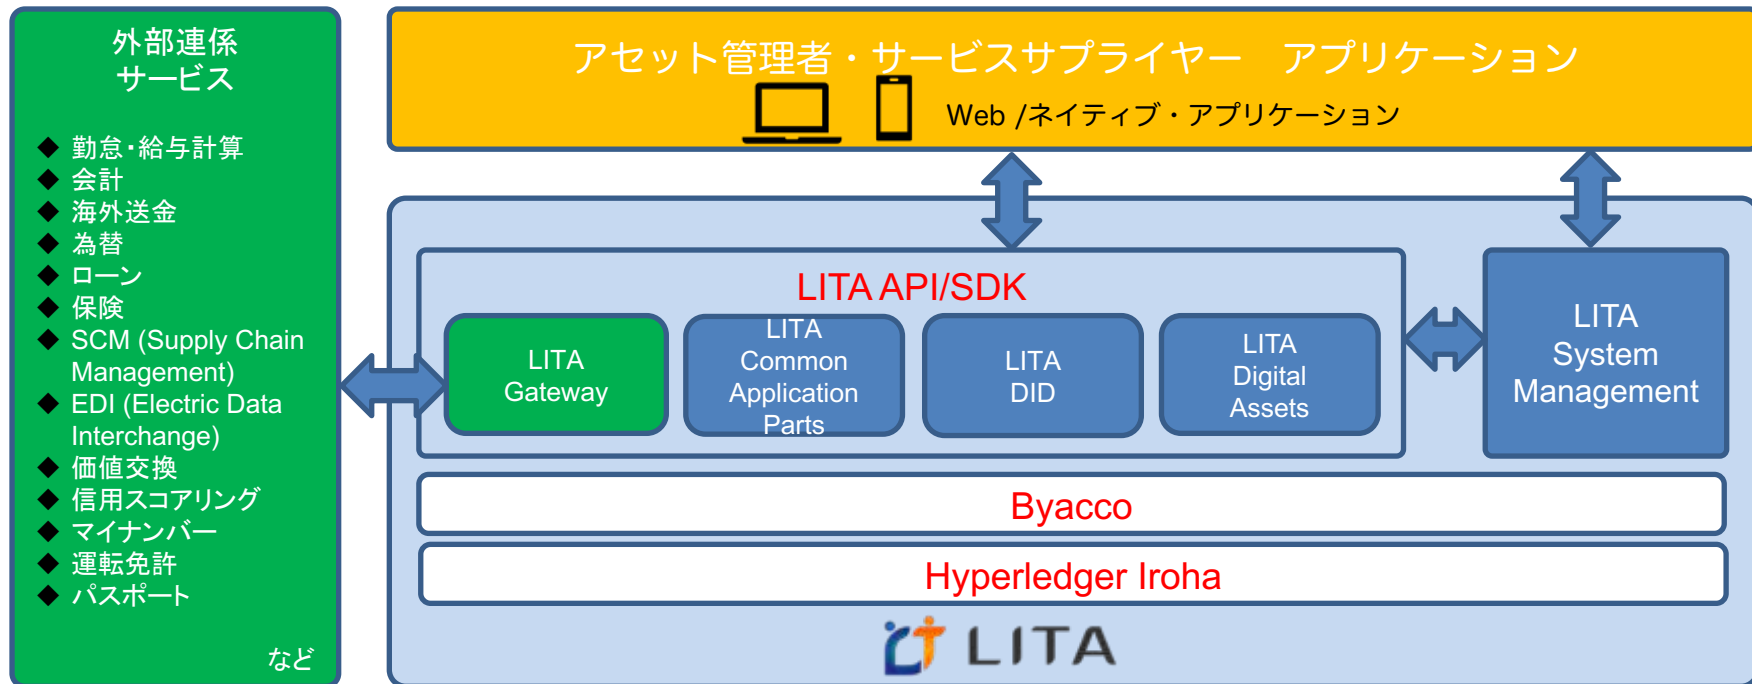 外部連係
サービス
◆ 勤怠・給与計算
◆ 会計
◆ 海外送金
◆ 為替
◆ ローン
◆ 保険
◆ SCM (Supply Chain
Management)
◆ EDI (Electric Data
Interchange)
◆ 価値交換
◆ 信用スコアリング
◆ マイナンバー
◆ 運転免許
◆ パスポート
など
アセット管理者・サービスサプライヤー　アプリケーション
Web /ネイティブ・アプリケーション
LITA API/SDK
LITA
Gateway
LITA
Common
Application
Parts
LITA
DID
LITA
Digital
Assets
LITA
System
Management
Byacco
Hyperledger Iroha
LITA